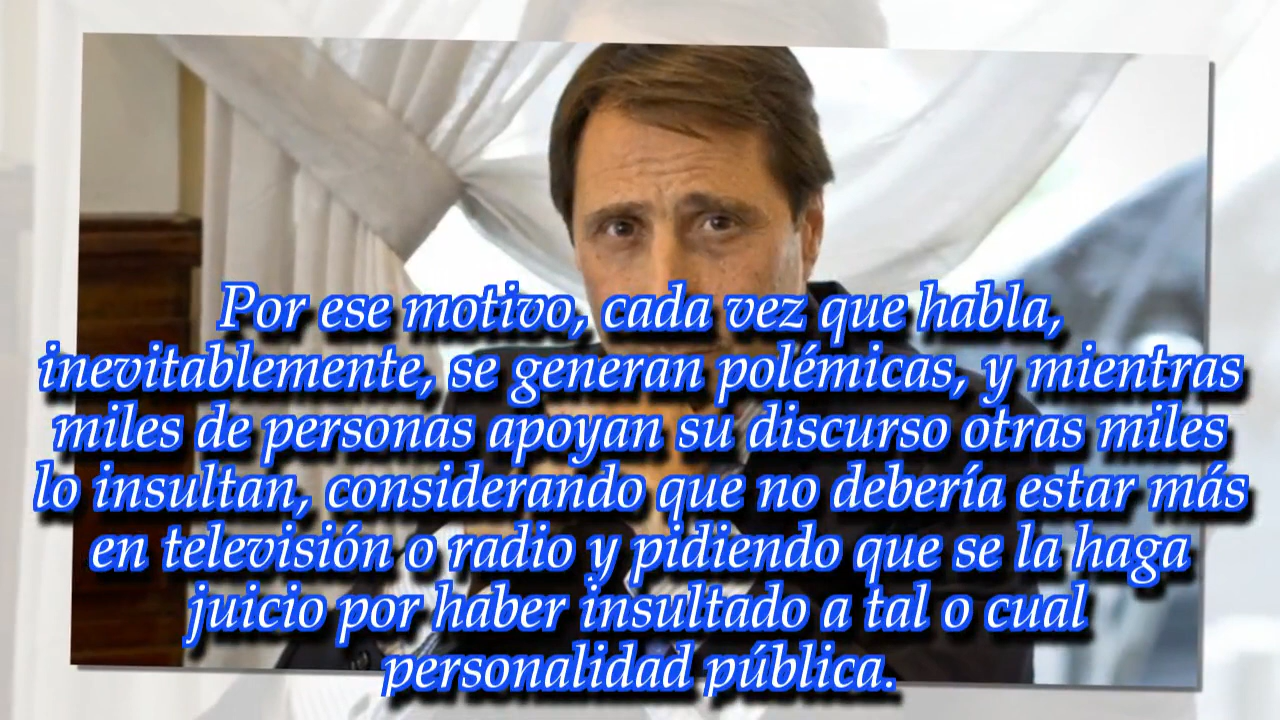 Por ese motivo, cada vez que habla,
inevitablemente, se generan polémicas, y mientras
miles de personas apoyan su discurso otras miles
lo insultan, considerando que no debería estar más
en televisión o radio y pidiendo que se la haga
juicio por haber insultado a tal o cual
personalidad pública.